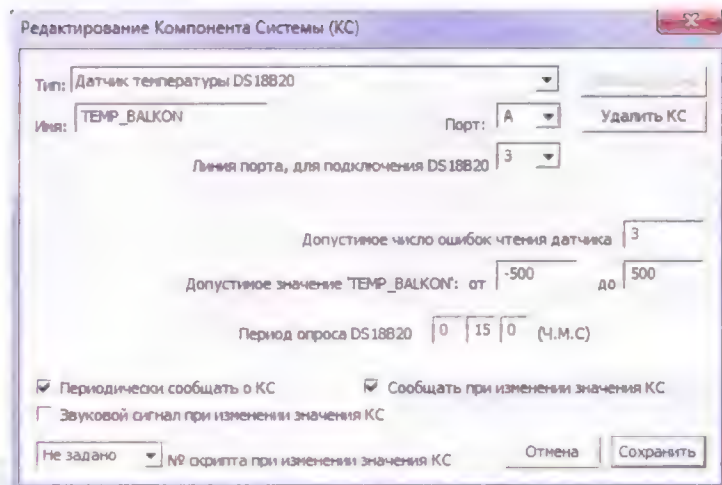 Редактирование Компонента Системы (КС)
Тип: Датчик температуры DS18B20
Имя: TEMP_BALKON Порт: A Удалить КС
Линия порта, для подключения DS18B20 3
Допустимое число ошибок чтения датчика 3
Допустимое значение 'TEMP_BALKON': от -500 до 500
Период опроса DS18B20 0 15 0 (Ч.М.С)
Периодически сообщать о КС Сообщать при изменении значения КС
Звуковой сигнал при изменении значения КС
Не задано № скрипта при изменении значения КС Отмена Сохранить